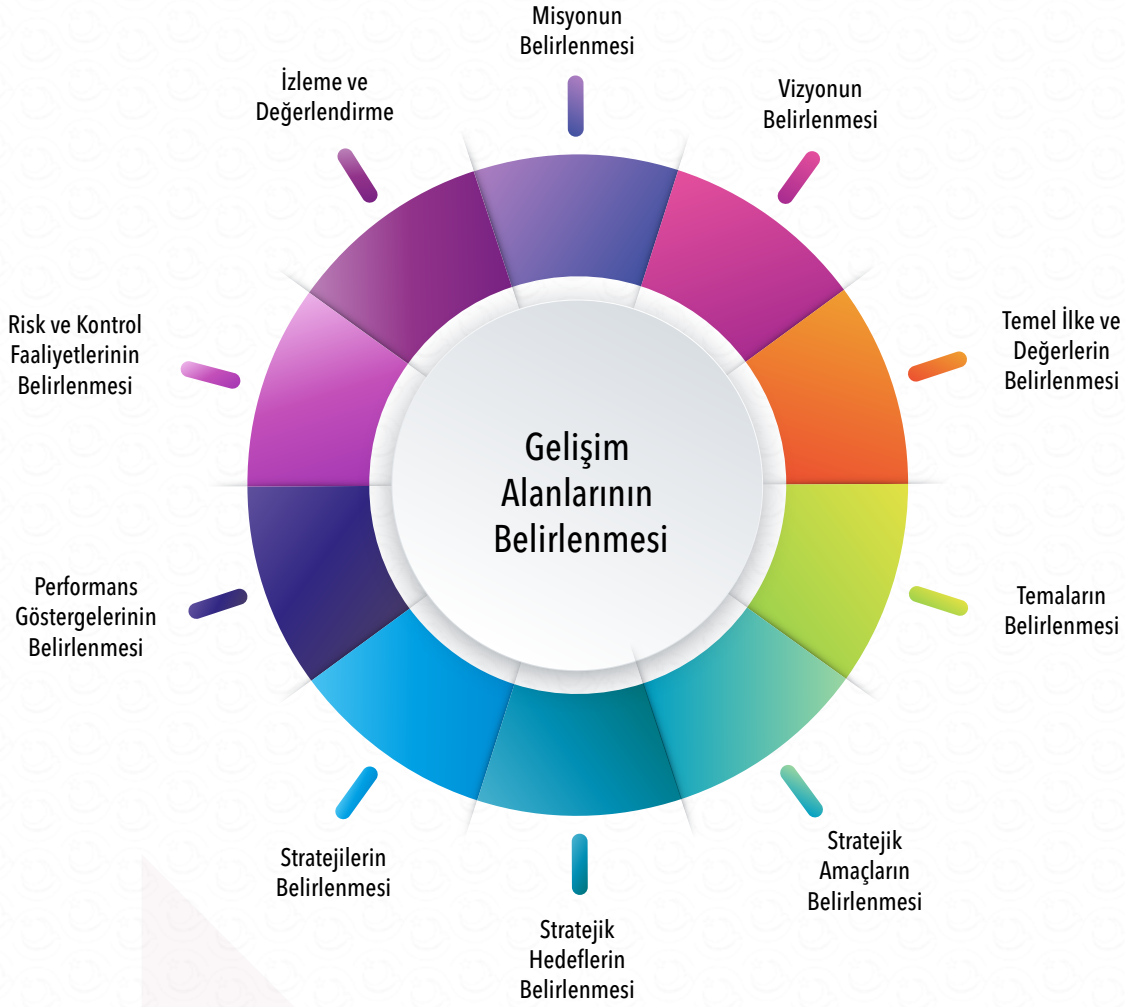 Misyonun
Belirlenmesi
Vizyonun
Belirlenmesi
Temel İlke ve
Değerlerin
Belirlenmesi
Temaların
Belirlenmesi
Stratejik
Amaçların
Belirlenmesi
Stratejik
Hedeflerin
Belirlenmesi
Stratejilerin
Belirlenmesi
Performans
Göstergelerinin
Belirlenmesi
Risk ve Kontrol
Faaliyetlerinin
Belirlenmesi
İzleme ve
Değerlendirme
Gelişim
Alanlarının
Belirlenmesi